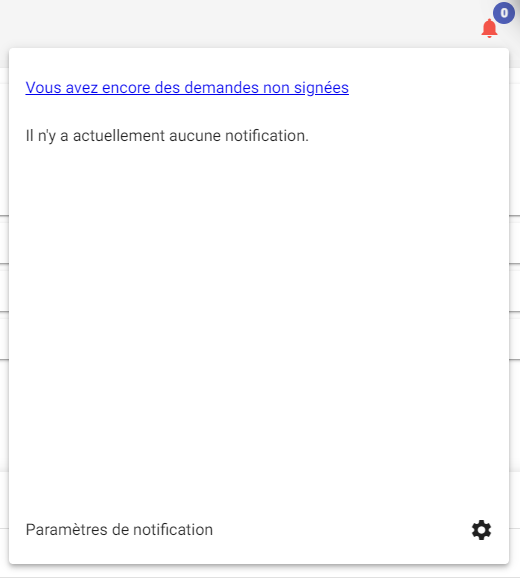 0
Vous avez encore des demandes non signées
Il n'y a actuellement aucune notification.
Paramètres de notification